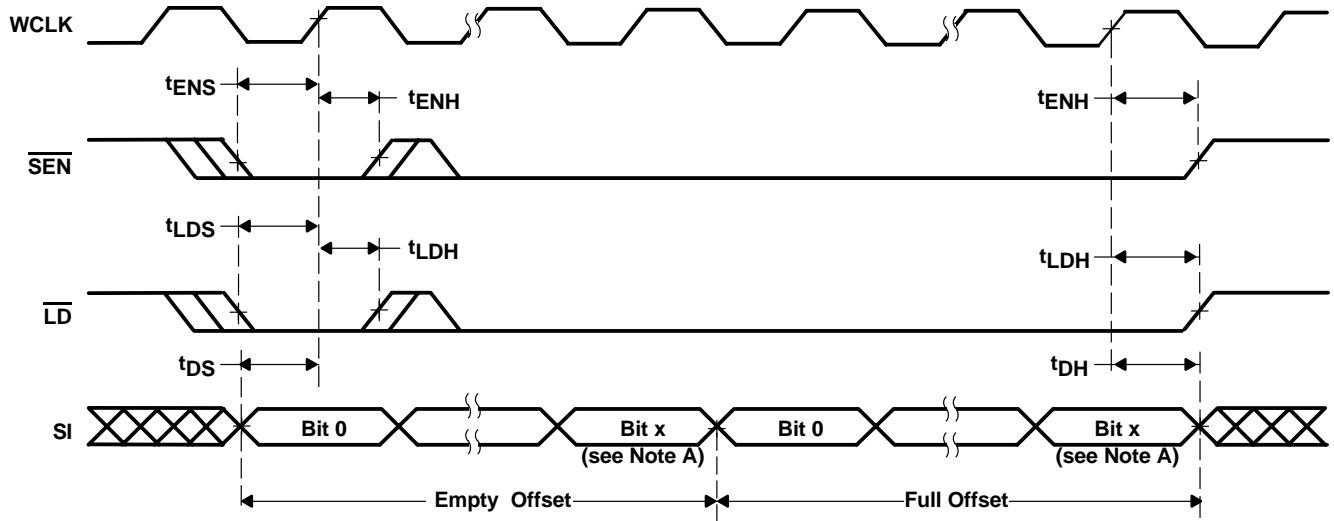 WCLK
tENS
tENH
tENH
SEN
tLDS
tLDH
tLDH
LD
tDS
tDH
SI
Bit 0
Bit x
Bit 0
Bit x
(see Note A)
(see Note A)
Empty Offset
Full Offset